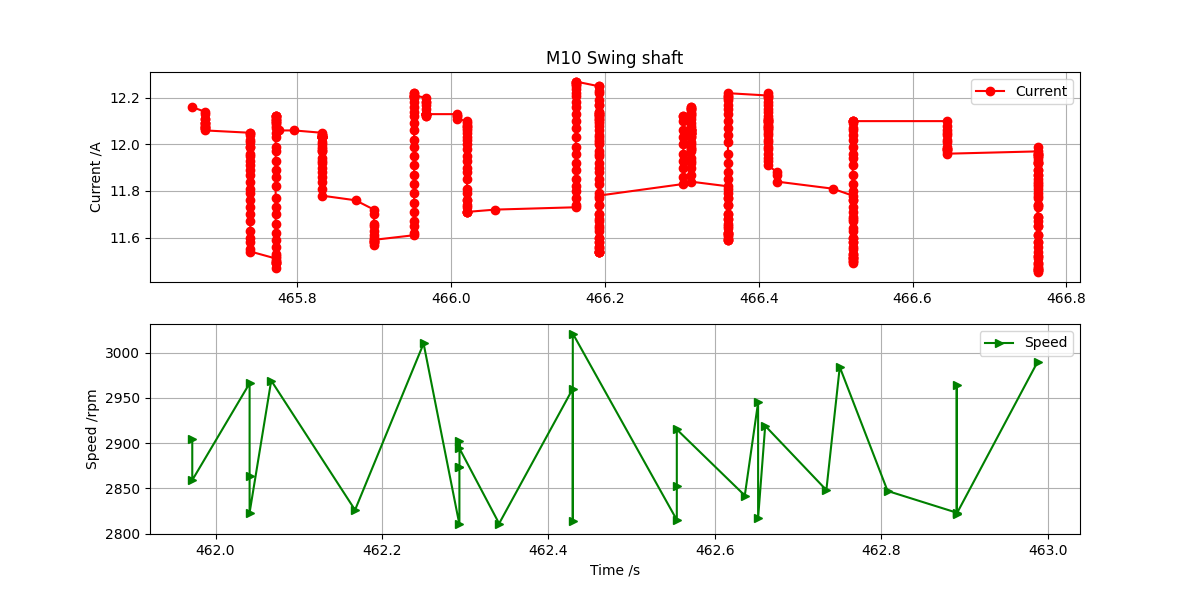 M10 Swing shaft
Current /A
12.2
12.0
11.8
11.6
Current
465.8 466.0 466.2 466.4 466.6 466.8
Speed /rpm
3000
2950
2900
2850
2800
Speed
462.0 462.2 462.4 462.6 462.8 463.0
Time /s